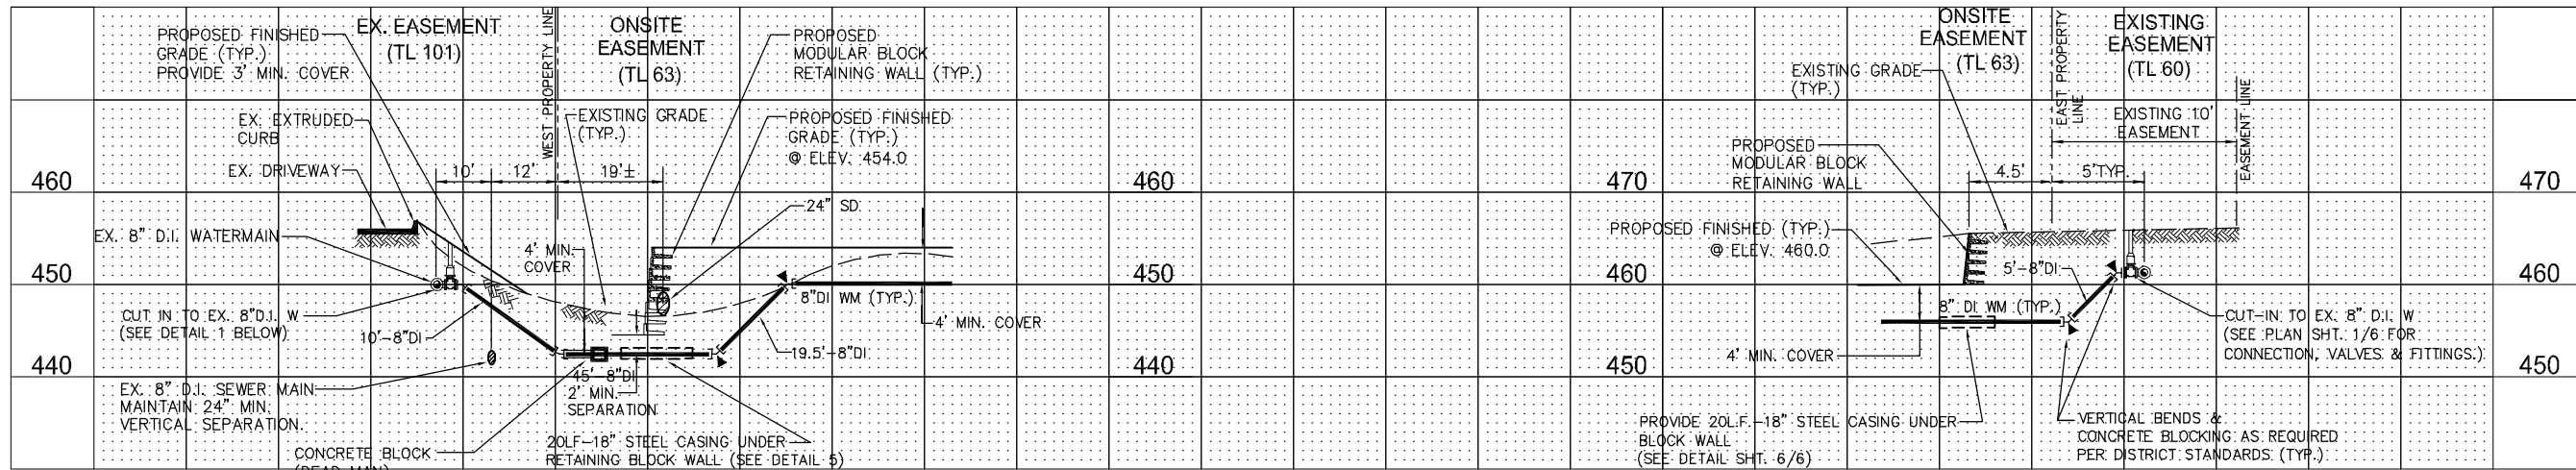 PROPOSED FINISHED
GRADE (TYP.)
PROVIDE 3' MIN. COVER
EX. EASEMENT
(TL 101)
WEST PROPERTY LINE
ONSITE
EASEMENT
(TL 63)
PROPOSED
MODULAR BLOCK
RETAINING WALL (TYP.)
EX. EXTRUDED
CURB
EX. DRIVEWAY
EXISTING GRADE
(TYP.)
PROPOSED FINISHED
GRADE (TYP.)
@ ELEV. 454.0
10'
12'
19'±
460
460
24" SD
EX. 8" D.I. WATERMAIN
4' MIN.
COVER
450
450
CUT IN TO EX. 8"D.I. W
(SEE DETAIL 1 BELOW)
10'-8"DI
8"DI WM (TYP.)
4' MIN. COVER
19.5'-8"DI
440
440
45'-8"DI
2' MIN.
SEPARATION
EX. 8" D.I. SEWER MAIN
MAINTAIN 24" MIN.
VERTICAL SEPARATION.
CONCRETE BLOCK
(DEAD MAN)
20LF-18" STEEL CASING UNDER
RETAINING BLOCK WALL (SEE DETAIL 5)
ONSITE
EASEMENT
(TL 63)
EAST PROPERTY
LINE
EXISTING
EASEMENT
(TL 60)
EXISTING GRADE
(TYP.)
EXISTING 10'
EASEMENT
EASEMENT LINE
PROPOSED
MODULAR BLOCK
RETAINING WALL
4.5'
5'TYP.
470
470
PROPOSED FINISHED (TYP.)
@ ELEV. 460.0
460
460
5'-8"DI
8" DI WM (TYP.)
4' MIN. COVER
CUT-IN TO EX. 8" D.I. W
(SEE PLAN SHT. 1/6 FOR
CONNECTION, VALVES & FITTINGS.)
450
450
PROVIDE 20L.F.-18" STEEL CASING UNDER
BLOCK WALL
(SEE DETAIL SHT. 6/6)
VERTICAL BENDS &
CONCRETE BLOCKING AS REQUIRED
PER DISTRICT STANDARDS (TYP.)